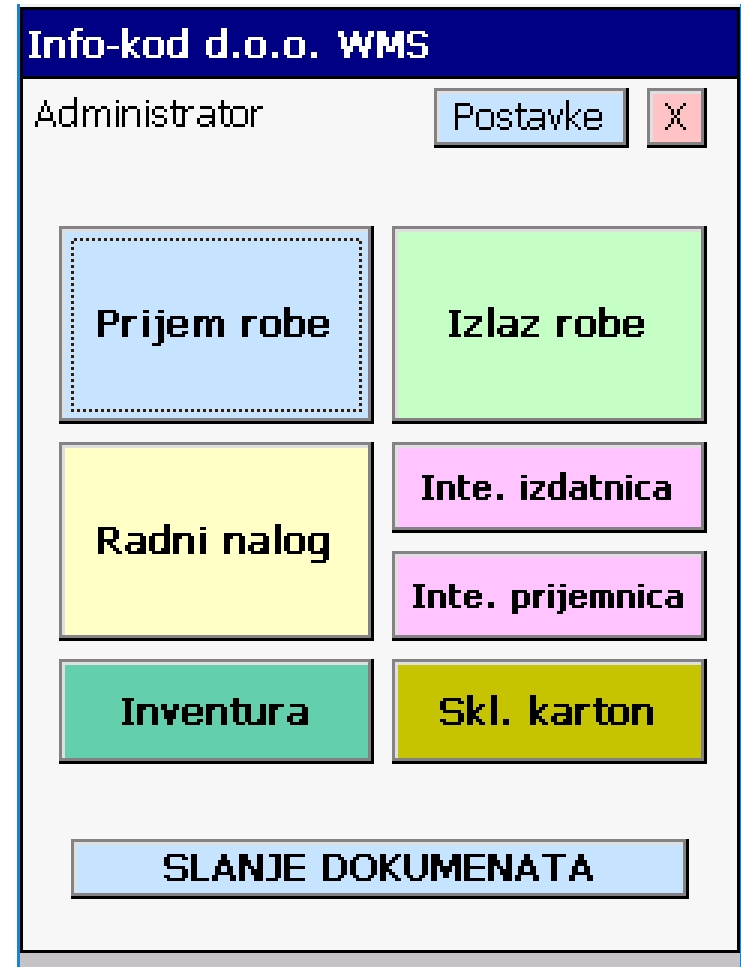 Info-kod d.o.o. WMS
Administrator
Postavke
X
Prijem robe
Izlaz robe
Radni nalog
Inte. izdatnica
Inte. prijemnica
Inventura
Skl. karton
SLANJE DOKUMENATA